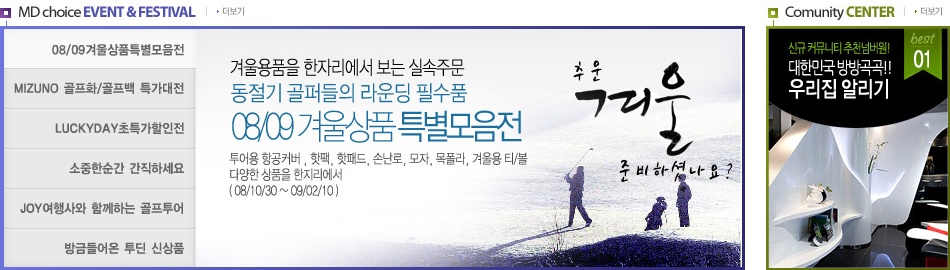 MD choice EVENT & FESTIVAL
더보기
08/09겨울상품특별모음전
MIZUNO 골프화/골프백 특가대전
LUCKYDAY초특가할인전
소중한순간 간직하세요
JOY여행사와 함께하는 골프투어
방금들어온 투딘 신상품
겨울용품을 한자리에서 보는 실속주문
동절기 골퍼들의 라운딩 필수품
08/09 겨울상품 특별모음전
투어용 항공커버 , 핫팩, 핫패드, 손난로, 모자, 목폴라, 겨울용 티/볼
다양한 상품을 한자리에서
( 08/10/30 ~ 09/02/10 )
추운
겨울
준비하셨나요?
Comunity CENTER
더보기
신규 커뮤니티 추천넘버원!
대한민국 방방곡곡!!
우리집 알리기
best
01